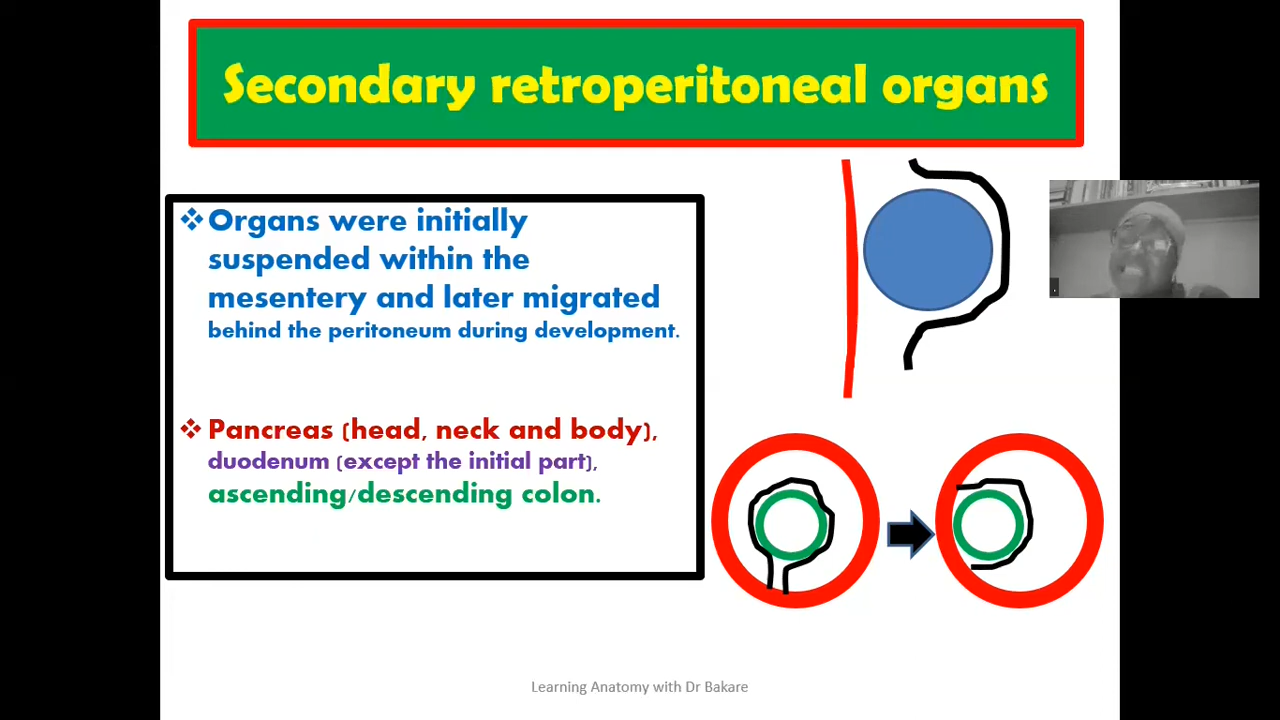 Secondary retroperitoneal organs
❖Organs were initially
suspended within the
mesentery and later migrated
behind the peritoneum during development.
❖Pancreas (head, neck and body),
duodenum (except the initial part),
ascending/descending colon.
Learning Anatomy with Dr Bakare